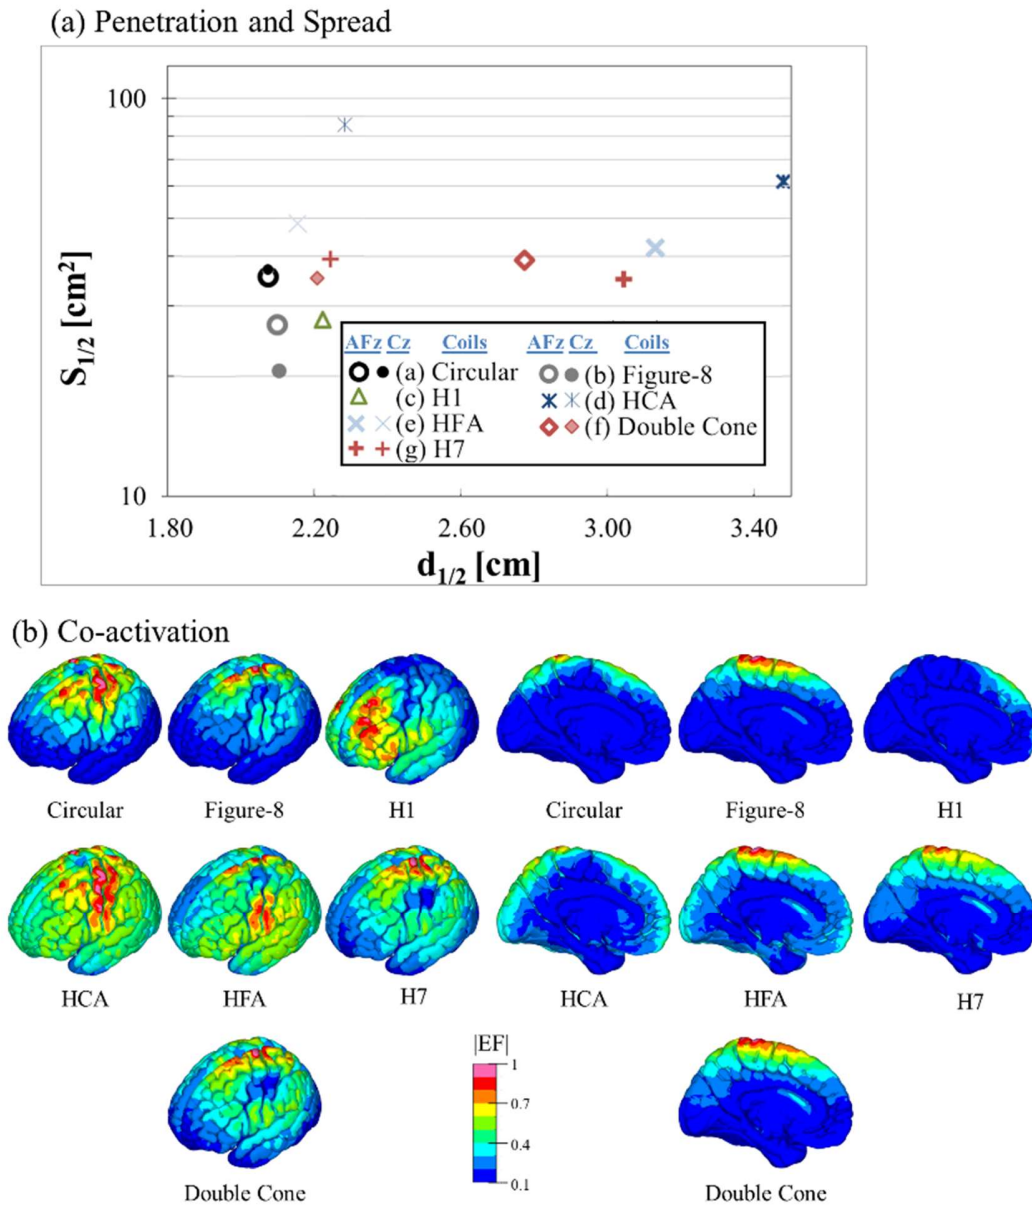 (a) Penetration and Spread
100
S1/2 [cm2]
10
AFz Cz Coils AFz Cz Coils
(a) Circular (b) Figure-8
(c) H1 (d) HCA
(e) HFA (f) Double Cone
(g) H7
1.80 2.20 2.60 3.00 3.40
d1/2 [cm]
(b) Co-activation
Circular Figure-8 H1 Circular Figure-8 H1
HCA HFA H7 HCA HFA H7
|EF|
1
0.7
0.4
0.1
Double Cone Double Cone